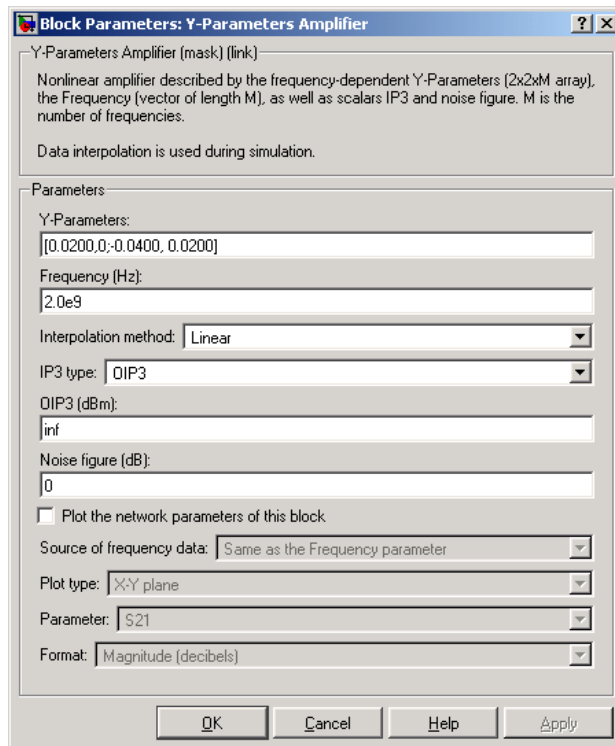 Block Parameters: Y-Parameters Amplifier
Y-Parameters Amplifier (mask) (link)
Nonlinear amplifier described by the frequency-dependent Y-Parameters (2x2xM array),
the Frequency (vector of length M), as well as scalars IP3 and noise figure. M is the
number of frequencies.
Data interpolation is used during simulation.
Parameters
Y-Parameters:
[0.0200,0;-0.0400, 0.0200]
Frequency (Hz):
2.0e9
Interpolation method: Linear
IP3 type: OIP3
OIP3 (dBm):
inf
Noise figure (dB):
0
Plot the network parameters of this block
Source of frequency data: Same as the Frequency parameter
Plot type: X-Y plane
Parameter: S21
Format: Magnitude (decibels)
OK Cancel Help Apply